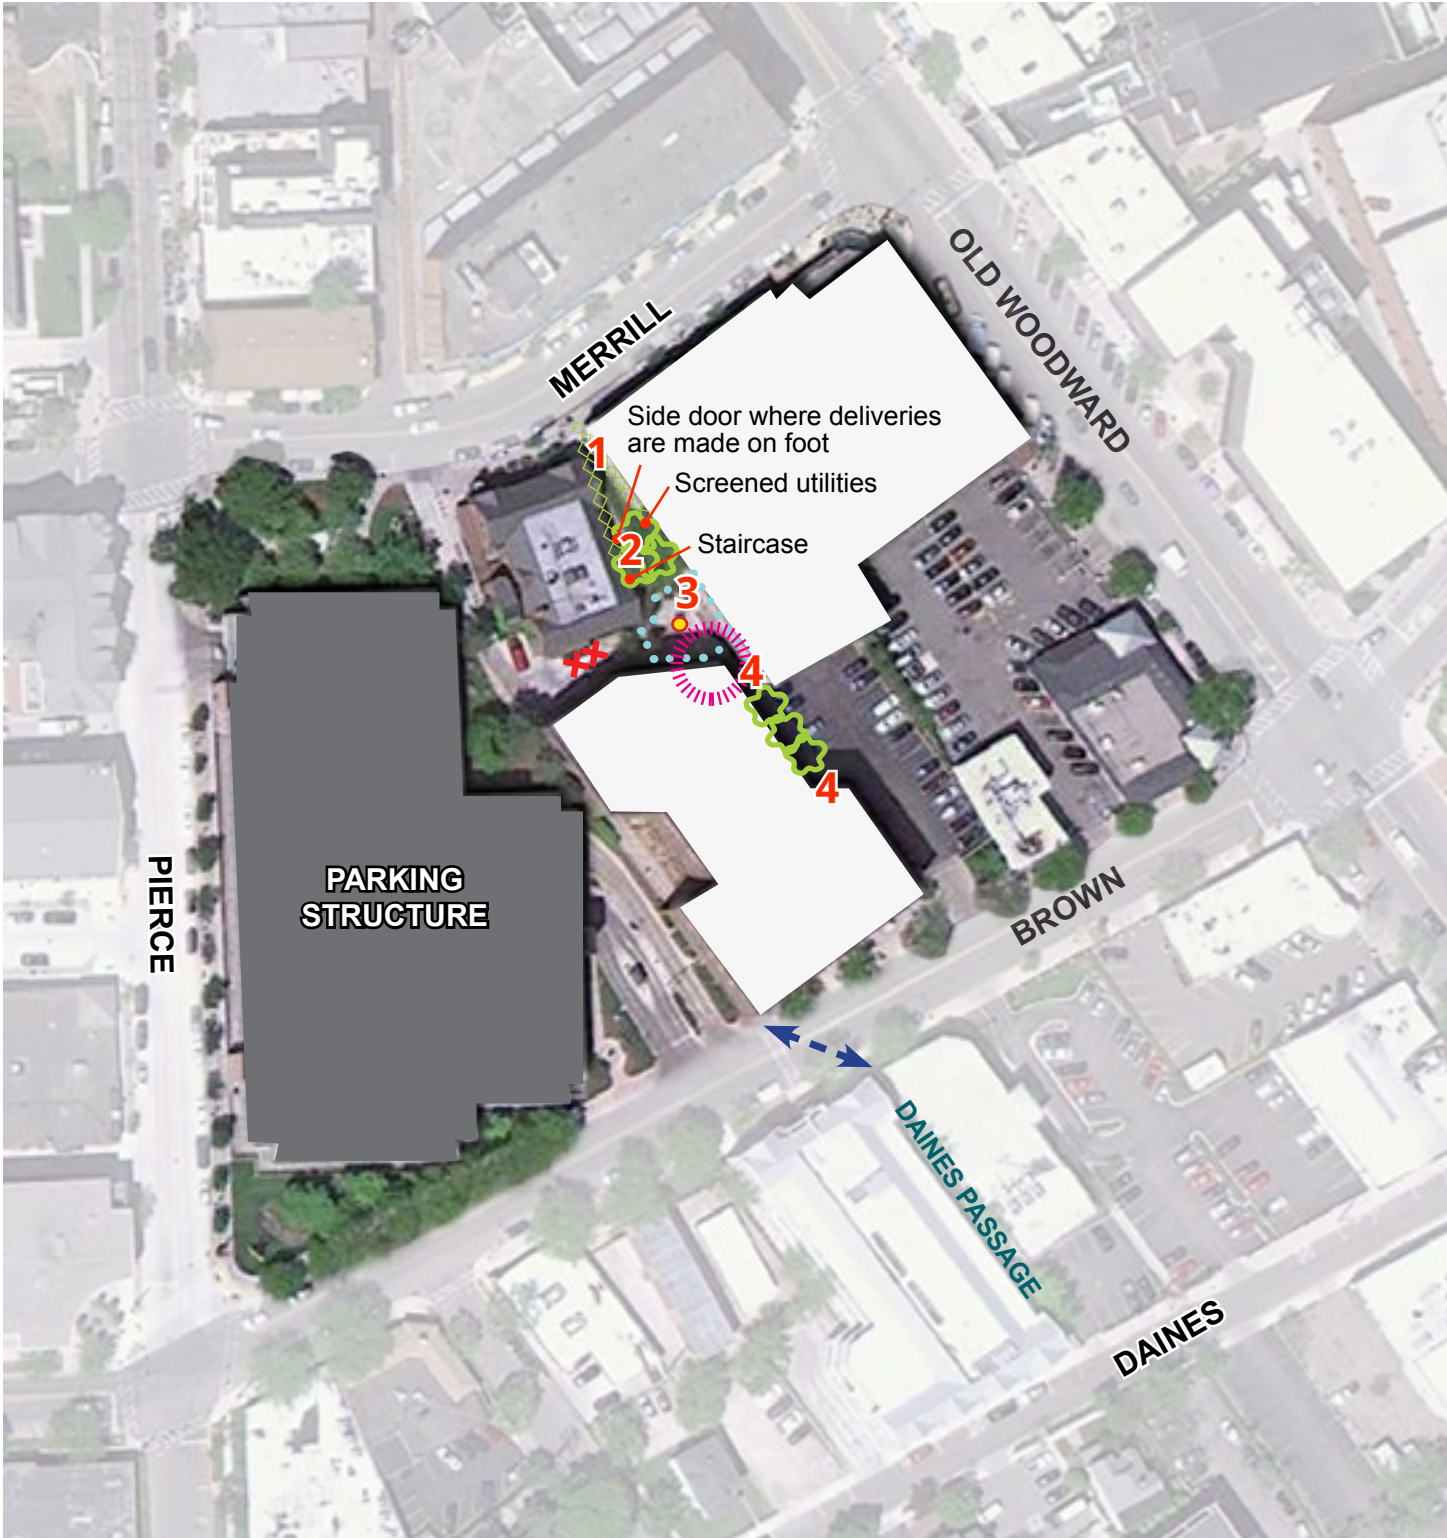 OLD WOODWARD
MERRILL
Side door where deliveries
are made on foot
1
Screened utilities
2
Staircase
3
4
4
PIERCE
PARKING
STRUCTURE
BROWN
DAINES PASSAGE
DAINES